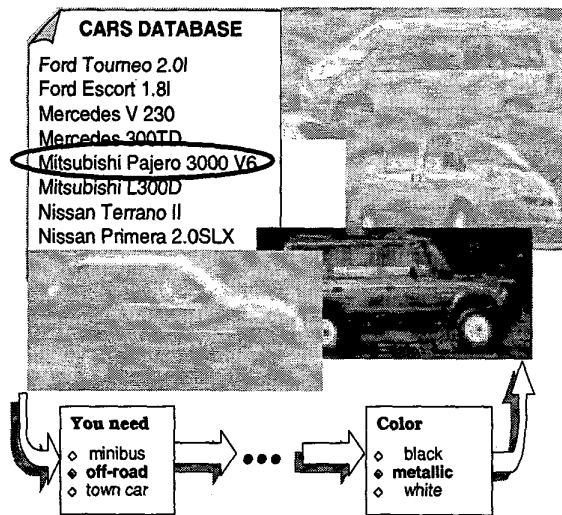 CARS DATABASE
Ford Tourneo 2.0l
Ford Escort 1.8l
Mercedes V 230
Mercedes 300TD
Mitsubishi Pajero 3000 V6
Mitsubishi L300D
Nissan Terrano II
Nissan Primera 2.0SLX
You need
minibus
off-road
town car
Color
black
metallic
white